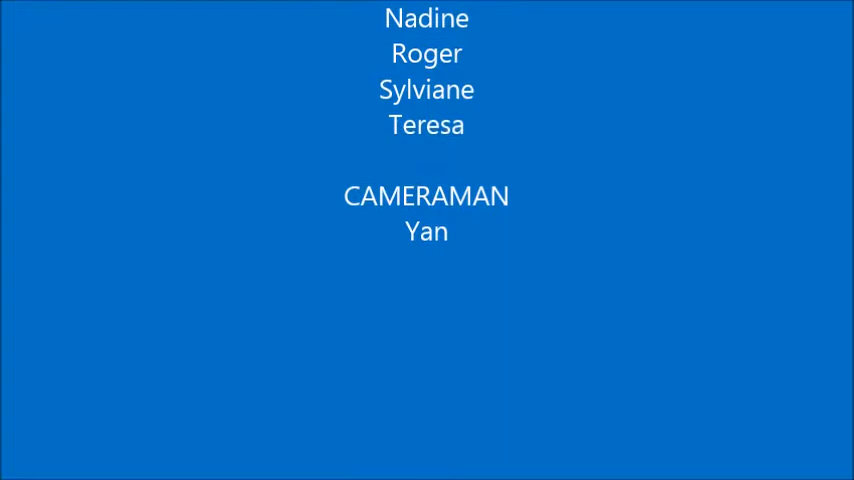 Nadine
Roger
Sylviane
Teresa
CAMERAMAN
Yan